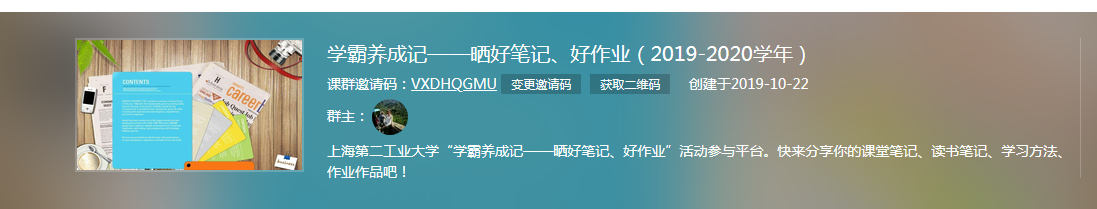 学霸养成记——晒好笔记、好作业（2019-2020学年）
课群邀请码：VXDHQGMU 变更邀请码 获取二维码 创建于2019-10-22
群主：
上海第二工业大学“学霸养成记——晒好笔记、好作业”活动参与平台。快来分享你的课堂笔记、读书笔记、学习方法、
作业作品吧！
CONTENTS
career